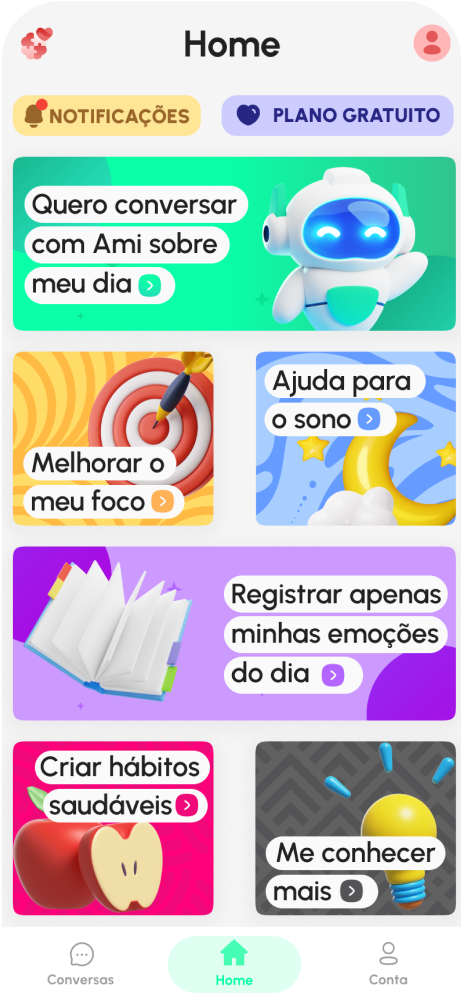 Home
NOTIFICAÇÕES
PLANO GRATUITO
Quero conversar
com Ami sobre
meu dia
Melhorar o
meu foco
Ajuda para
o sono
Registrar apenas
minhas emoções
do dia
Criar hábitos
saudáveis
Me conhecer
mais
Conversas
Home
Conta